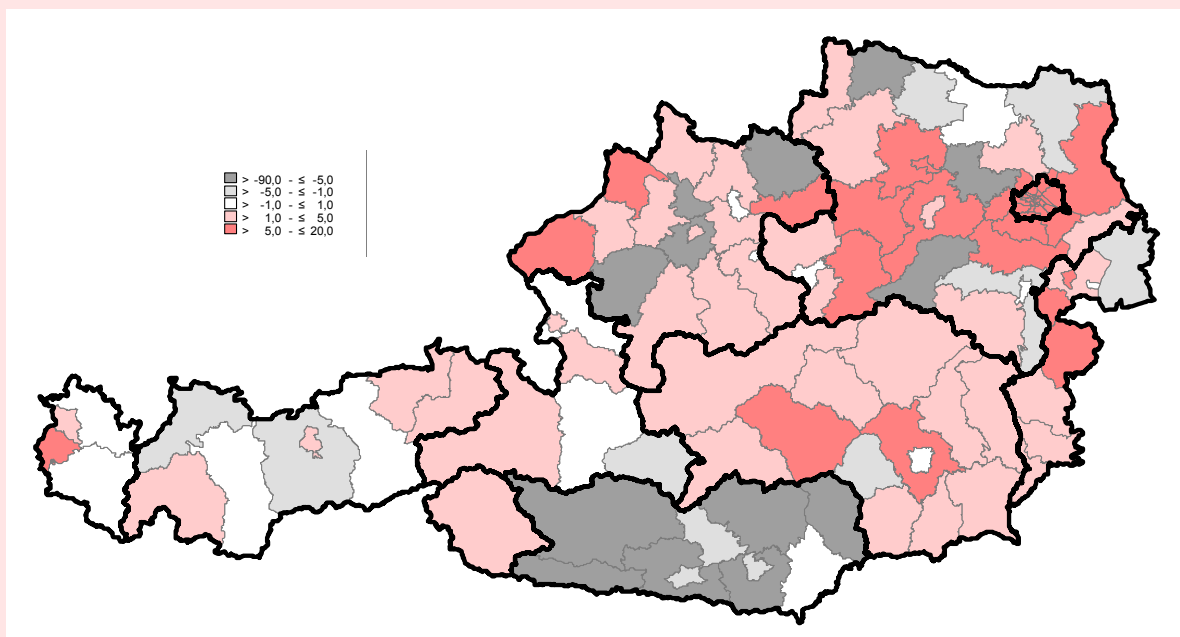 > -90,0 - ≤ -5,0
> -5,0 - ≤ -1,0
> -1,0 - ≤ 1,0
> 1,0 - ≤ 5,0
> 5,0 - ≤ 20,0